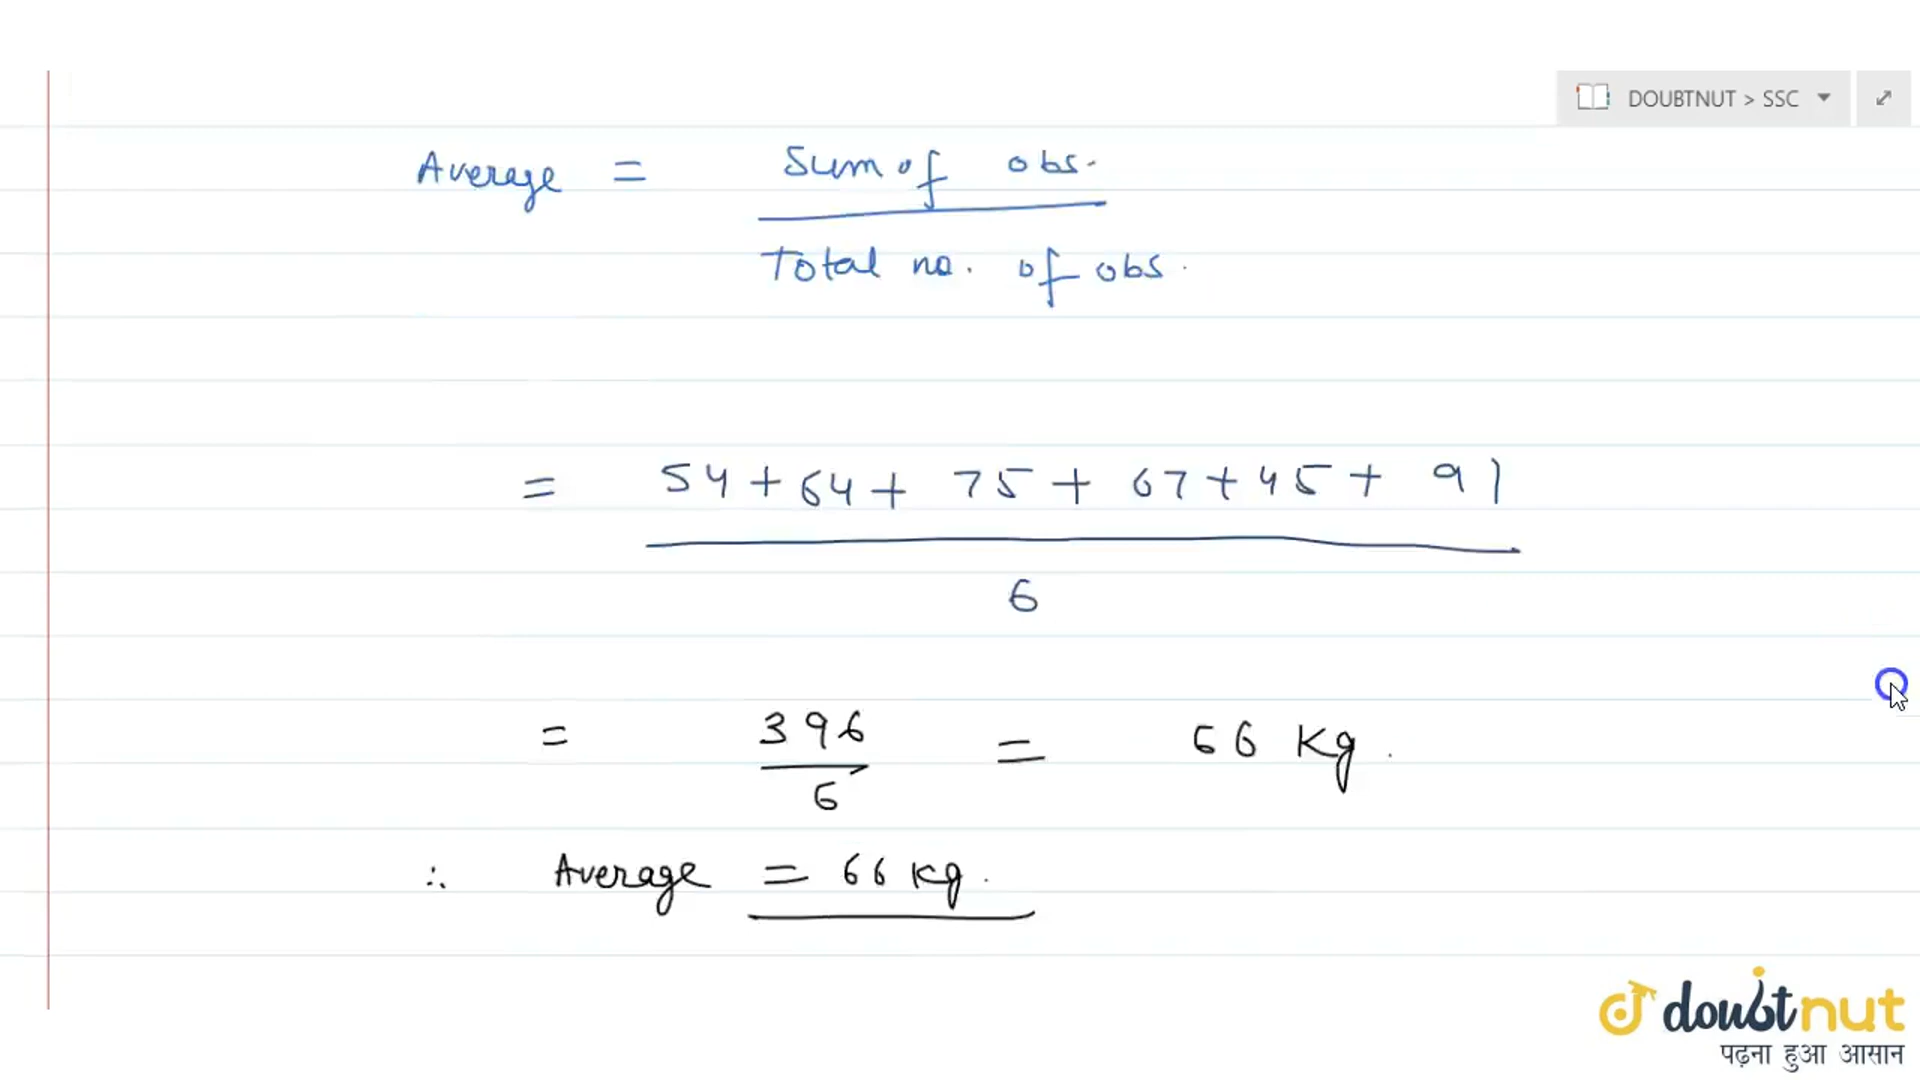 DOUBTNUT > SSC
Average = Sum of obs.
Total no. of obs.
= 54 + 64 + 75 + 67 + 45 + 91
6
= 396 = 66 Kg.
6
∴ Average = 66 kg.
doubtnut
पढ़ना हुआ आसान